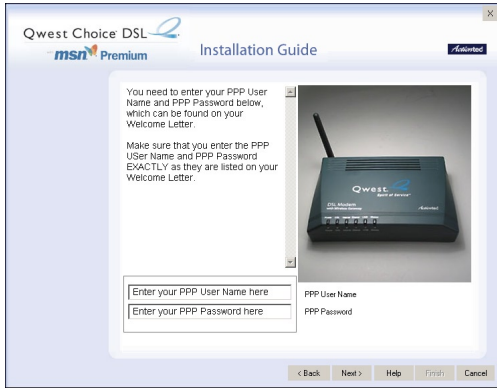 X
Qwest Choice DSL
msn Premium
Installation Guide
Actiontec
You need to enter your PPP User
Name and PPP Password below,
which can be found on your
Welcome Letter.
Make sure that you enter the PPP
USer Name and PPP Password
EXACTLY as they are listed on your
Welcome Letter.
Qwest
Spirit of Service
DSL Modem
with Wireless Gateway
Actiontec
Enter your PPP User Name here
PPP User Name
Enter your PPP Password here
PPP Password
< Back
Next >
Help
Finish
Cancel